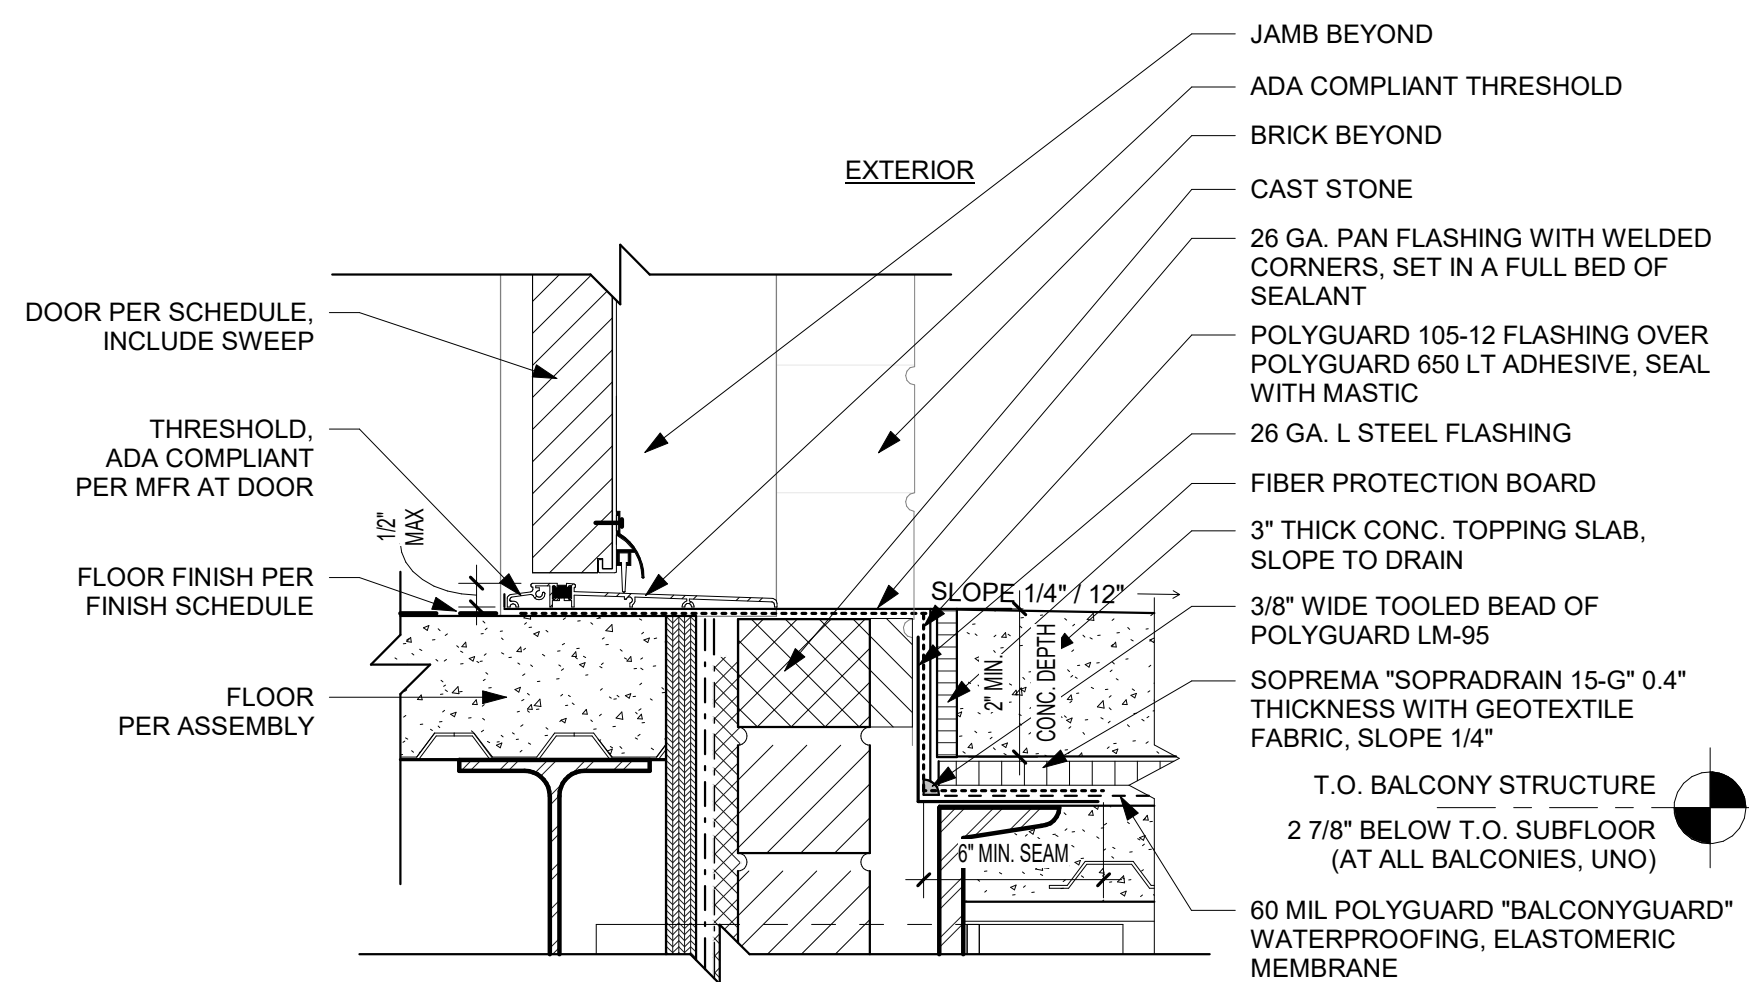 JAMB BEYOND
ADA COMPLIANT THRESHOLD
BRICK BEYOND
EXTERIOR
CAST STONE
26 GA. PAN FLASHING WITH WELDED
CORNERS, SET IN A FULL BED OF
SEALANT
DOOR PER SCHEDULE,
INCLUDE SWEEP
POLYGUARD 105-12 FLASHING OVER
POLYGUARD 650 LT ADHESIVE, SEAL
WITH MASTIC
THRESHOLD,
ADA COMPLIANT
PER MFR AT DOOR
26 GA. L STEEL FLASHING
FIBER PROTECTION BOARD
1/2"
MAX
3" THICK CONC. TOPPING SLAB,
SLOPE TO DRAIN
FLOOR FINISH PER
FINISH SCHEDULE
SLOPE 1/4" / 12"
3/8" WIDE TOOLED BEAD OF
POLYGUARD LM-95
2" MIN.
CONC. DEPTH
FLOOR
PER ASSEMBLY
SOPREMA "SOPRADRAIN 15-G" 0.4"
THICKNESS WITH GEOTEXTILE
FABRIC, SLOPE 1/4"
T.O. BALCONY STRUCTURE
2 7/8" BELOW T.O. SUBFLOOR
(AT ALL BALCONIES, UNO)
6" MIN. SEAM
60 MIL POLYGUARD "BALCONYGUARD"
WATERPROOFING, ELASTOMERIC
MEMBRANE